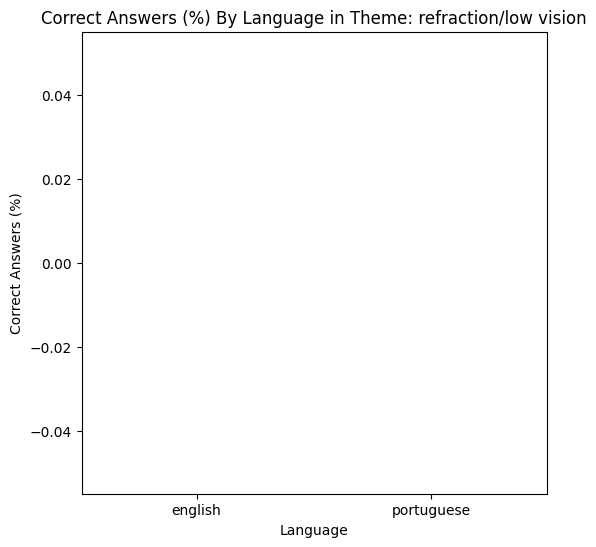 Correct Answers (%) By Language in Theme: refraction/low vision
0.04
0.02
0.00
−0.02
−0.04
Correct Answers (%)
english
portuguese
Language